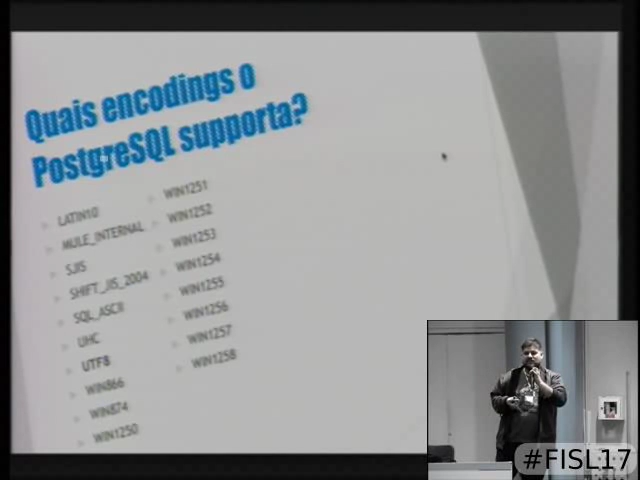 Quais encodings o
PostgreSQL supporta?
LATIN10
MULE_INTERNAL
SJIS
SHIFT_JIS_2004
SQL_ASCII
UHC
UTF8
WIN866
WIN874
WIN1250
WIN1251
WIN1252
WIN1253
WIN1254
WIN1255
WIN1256
WIN1257
WIN1258
#FISL17